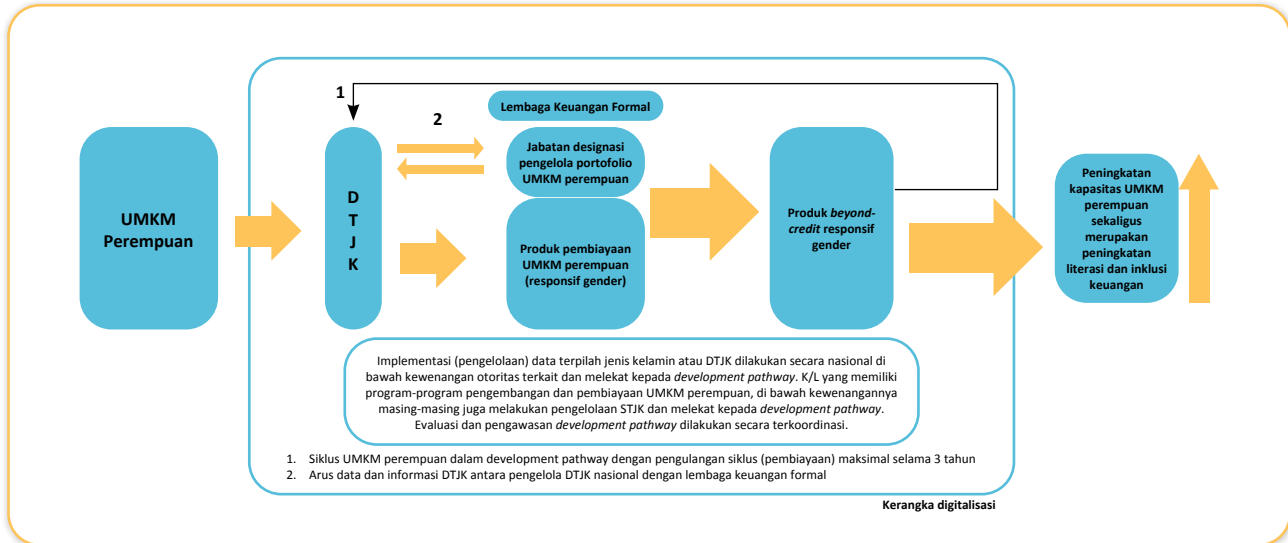 1
2
Lembaga Keuangan Formal
UMKM
Perempuan
D
T
J
K
Jabatan designasi
pengelola portofolio
UMKM perempuan
Produk pembiayaan
UMKM perempuan
(responsif gender)
Produk beyond-
credit responsif
gender
Peningkatan
kapasitas UMKM
perempuan
sekaligus
merupakan
peningkatan
literasi dan inklusi
keuangan
Implementasi (pengelolaan) data terpilah jenis kelamin atau DTJK dilakukan secara nasional di
bawah kewenangan otoritas terkait dan melekat kepada development pathway. K/L yang memiliki
program-program pengembangan dan pembiayaan UMKM perempuan, di bawah kewenangannya
masing-masing juga melakukan pengelolaan STJK dan melekat kepada development pathway.
Evaluasi dan pengawasan development pathway dilakukan secara terkoordinasi.
1. Siklus UMKM perempuan dalam development pathway dengan pengulangan siklus (pembiayaan) maksimal selama 3 tahun
2. Arus data dan informasi DTJK antara pengelola DTJK nasional dengan lembaga keuangan formal
Kerangka digitalisasi